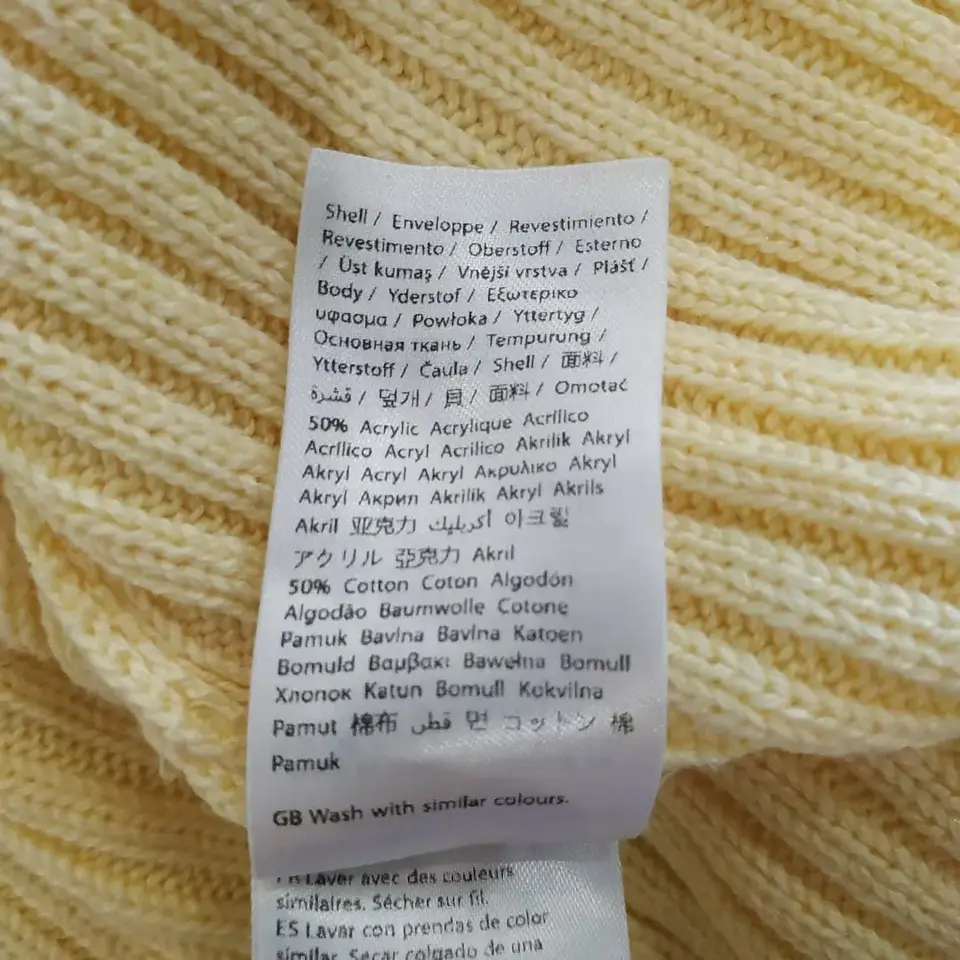 Shell / Enveloppe / Revestimiento /
Revestimento / Oberstoff / Esterno
/ Üst kumaş / Vnější vrstva / Plášť /
Body / Yderstof / Εξωτερικο
υφασμα / Powłoka / Yttertyg /
Основная ткань / Tempurung /
Ytterstoff / Čaula / Shell / 面料 /
قشرة / 덮개 / 貝 / 面料 / Omotač
50% Acrylic Acrylique Acrílico
Acrílico Acryl Acrilico Akrilik Akryl
Akryl Acryl Akryl Ακρυλικο Akryl
Akryl Акрил Akrilik Akryl Akrils
Akril 亚克力 أكريليك 아크릴
アクリル 亞克力 Akril
50% Cotton Coton Algodón
Algodão Baumwolle Cotone
Pamuk Bavlna Bavlna Katoen
Bomuld Βαμβακι Bawełna Bomull
Хлопок Katun Bomull Kokvilna
Pamut 棉布 قطن 면 コットン 棉
Pamuk
GB Wash with similar colours.
FR Laver avec des couleurs
similaires. Sécher sur fil.
ES Lavar con prendas de color
similar. Secar colgado de una